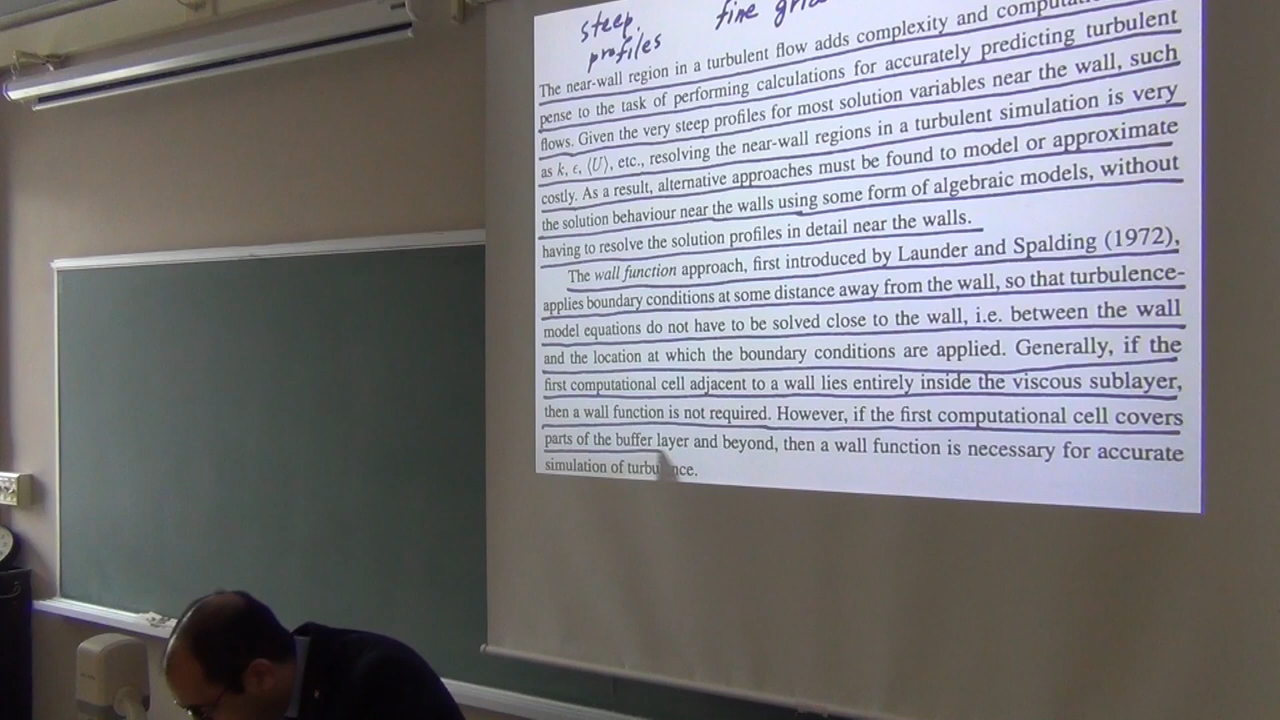 steep fine
profiles
The near-wall region in a turbulent flow adds complexity and
pense to the task of performing calculations for accurately predicting turbulent
flows. Given the very steep profiles for most solution variables near the wall, such
as k, ϵ, ⟨U⟩, etc., resolving the near-wall regions in a turbulent simulation is very
costly. As a result, alternative approaches must be found to model or approximate
the solution behaviour near the walls using some form of algebraic models, without
having to resolve the solution profiles in detail near the walls.
The wall function approach, first introduced by Launder and Spalding (1972),
applies boundary conditions at some distance away from the wall, so that turbulence-
model equations do not have to be solved close to the wall, i.e. between the wall
and the location at which the boundary conditions are applied. Generally, if the
first computational cell adjacent to a wall lies entirely inside the viscous sublayer,
then a wall function is not required. However, if the first computational cell covers
parts of the buffer layer and beyond, then a wall function is necessary for accurate
simulation of turbulence.